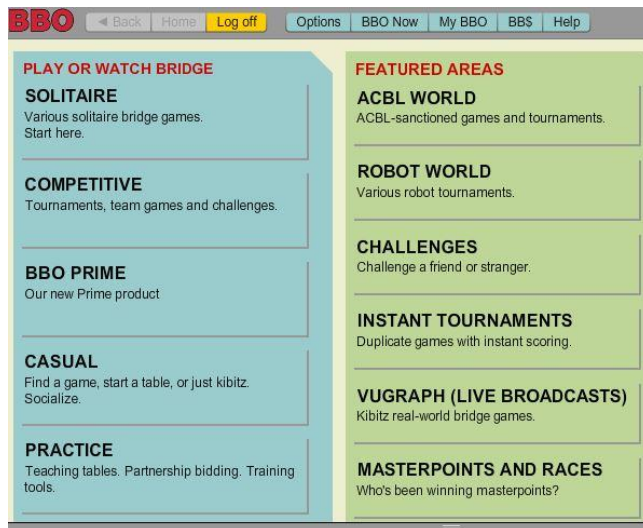 BBO ◄ Back Home Log off Options BBO Now My BBO BB$ Help
PLAY OR WATCH BRIDGE
SOLITAIRE
Various solitaire bridge games.
Start here.
COMPETITIVE
Tournaments, team games and challenges.
BBO PRIME
Our new Prime product
CASUAL
Find a game, start a table, or just kibitz.
Socialize.
PRACTICE
Teaching tables. Partnership bidding. Training
tools.
FEATURED AREAS
ACBL WORLD
ACBL-sanctioned games and tournaments.
ROBOT WORLD
Various robot tournaments.
CHALLENGES
Challenge a friend or stranger.
INSTANT TOURNAMENTS
Duplicate games with instant scoring.
VUGRAPH (LIVE BROADCASTS)
Kibitz real-world bridge games.
MASTERPOINTS AND RACES
Who's been winning masterpoints?